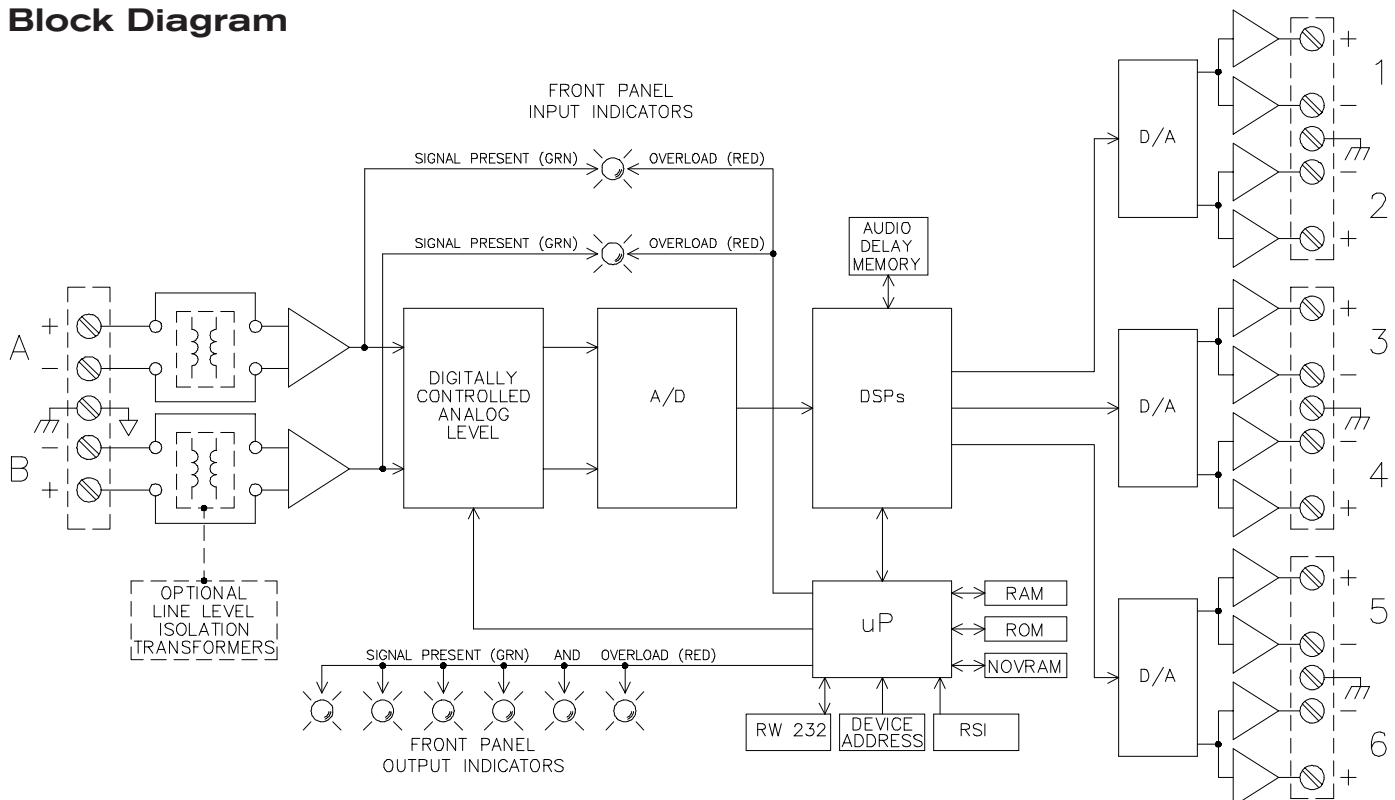 Block Diagram
FRONT PANEL
INPUT INDICATORS
SIGNAL PRESENT (GRN)
OVERLOAD (RED)
SIGNAL PRESENT (GRN)
OVERLOAD (RED)
A
+
−
−
B
+
OPTIONAL
LINE LEVEL
ISOLATION
TRANSFORMERS
DIGITALLY
CONTROLLED
ANALOG
LEVEL
A/D
AUDIO
DELAY
MEMORY
DSPs
uP
RAM
ROM
NOVRAM
RW 232
DEVICE
ADDRESS
RSI
SIGNAL PRESENT (GRN) AND OVERLOAD (RED)
FRONT PANEL
OUTPUT INDICATORS
D/A
+
1
−
−
2
+
D/A
+
3
−
−
4
+
D/A
+
5
−
−
6
+